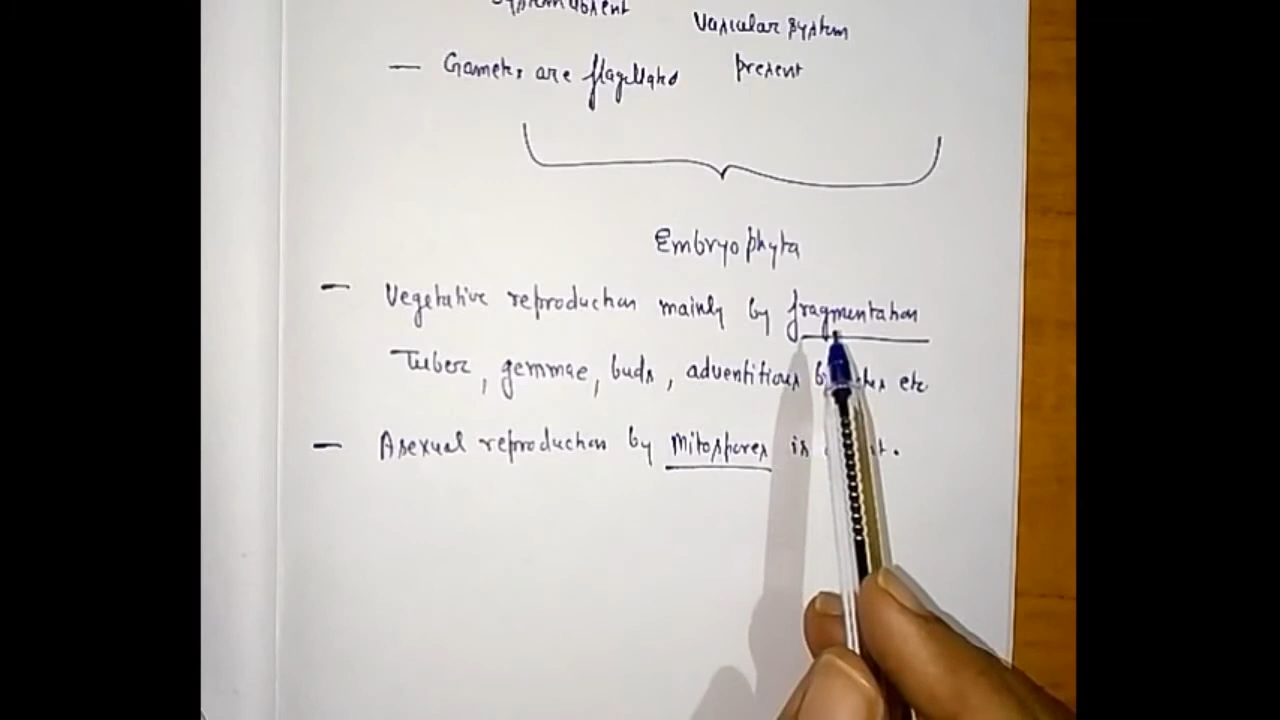 Vascular system
— Gametes are flagellate present
Embryophyta
— Vegetative reproduction mainly by fragmentation
Tuber, gemmae, buds, adventitious etc
— Asexual reproduction by Mitospores is